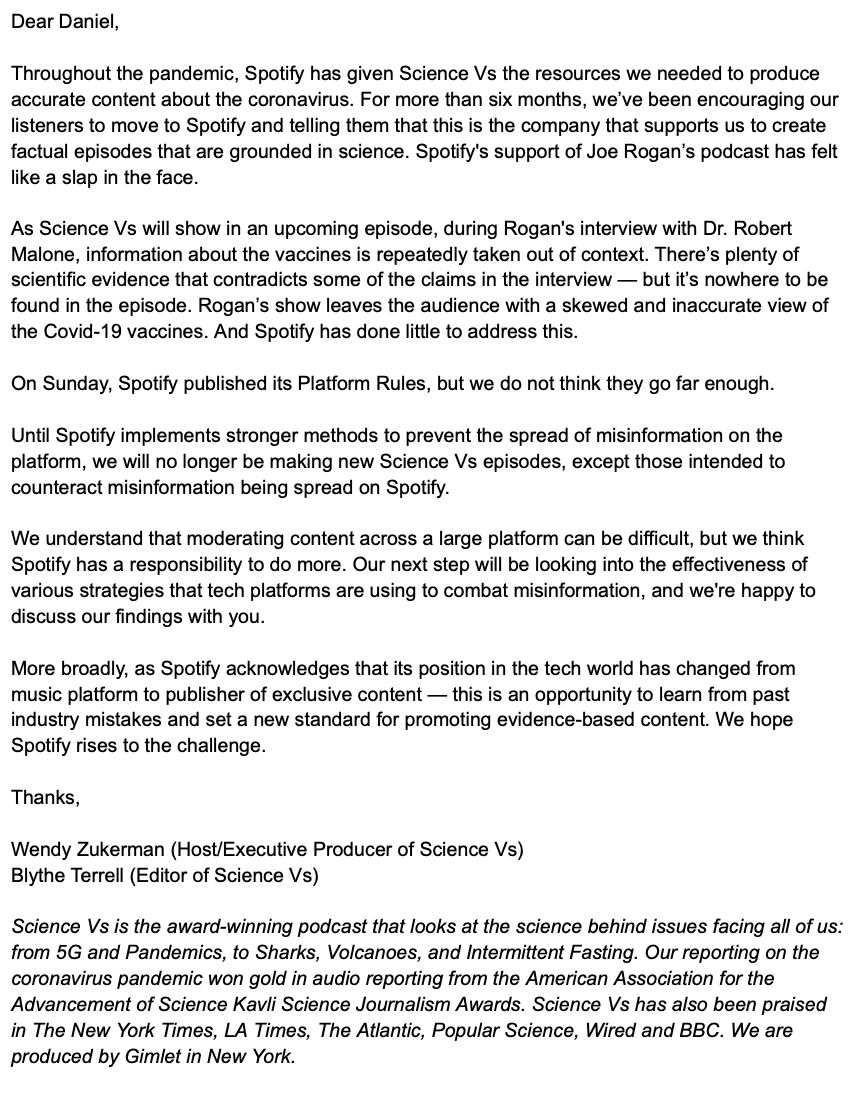 Dear Daniel,
Throughout the pandemic, Spotify has given Science Vs the resources we needed to produce
accurate content about the coronavirus. For more than six months, we’ve been encouraging our
listeners to move to Spotify and telling them that this is the company that supports us to create
factual episodes that are grounded in science. Spotify's support of Joe Rogan’s podcast has felt
like a slap in the face.
As Science Vs will show in an upcoming episode, during Rogan's interview with Dr. Robert
Malone, information about the vaccines is repeatedly taken out of context. There’s plenty of
scientific evidence that contradicts some of the claims in the interview — but it’s nowhere to be
found in the episode. Rogan’s show leaves the audience with a skewed and inaccurate view of
the Covid-19 vaccines. And Spotify has done little to address this.
On Sunday, Spotify published its Platform Rules, but we do not think they go far enough.
Until Spotify implements stronger methods to prevent the spread of misinformation on the
platform, we will no longer be making new Science Vs episodes, except those intended to
counteract misinformation being spread on Spotify.
We understand that moderating content across a large platform can be difficult, but we think
Spotify has a responsibility to do more. Our next step will be looking into the effectiveness of
various strategies that tech platforms are using to combat misinformation, and we're happy to
discuss our findings with you.
More broadly, as Spotify acknowledges that its position in the tech world has changed from
music platform to publisher of exclusive content — this is an opportunity to learn from past
industry mistakes and set a new standard for promoting evidence-based content. We hope
Spotify rises to the challenge.
Thanks,
Wendy Zukerman (Host/Executive Producer of Science Vs)
Blythe Terrell (Editor of Science Vs)
Science Vs is the award-winning podcast that looks at the science behind issues facing all of us:
from 5G and Pandemics, to Sharks, Volcanoes, and Intermittent Fasting. Our reporting on the
coronavirus pandemic won gold in audio reporting from the American Association for the
Advancement of Science Kavli Science Journalism Awards. Science Vs has also been praised
in The New York Times, LA Times, The Atlantic, Popular Science, Wired and BBC. We are
produced by Gimlet in New York.